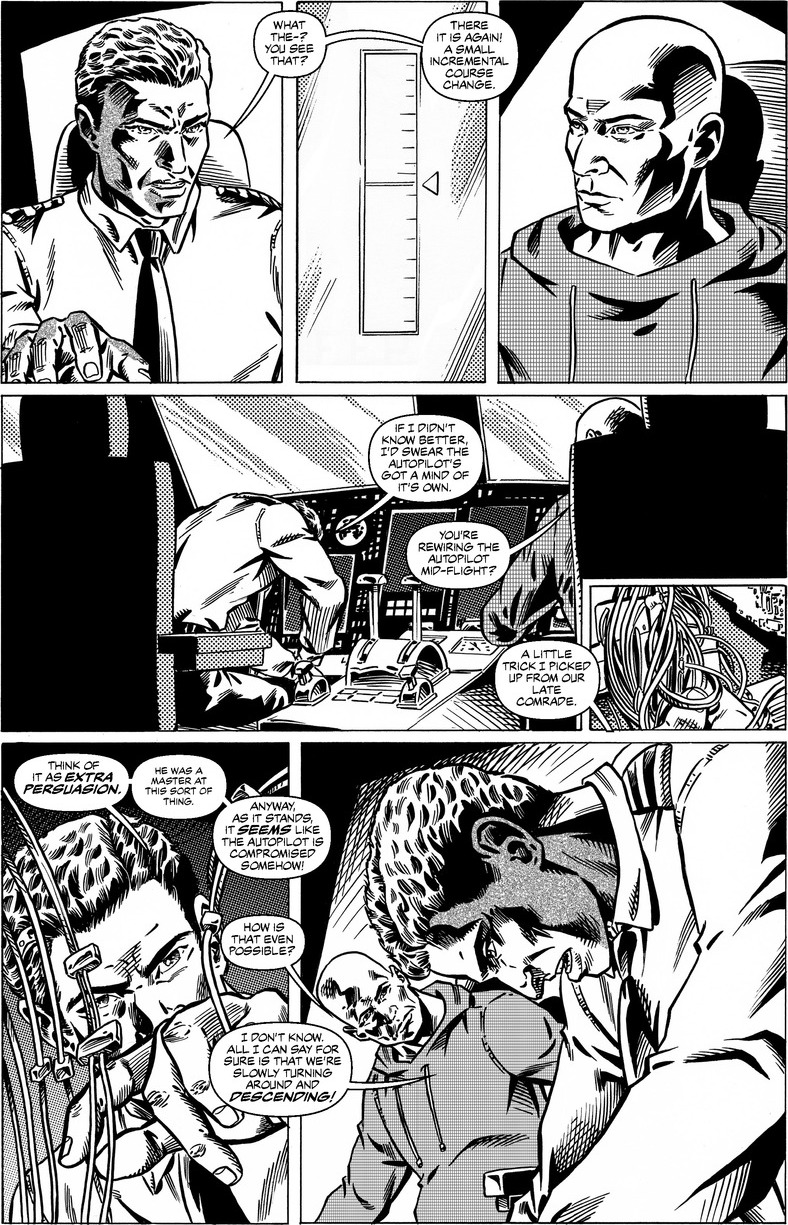 WHAT
THE-?
YOU SEE
THAT?
THERE
IT IS AGAIN!
A SMALL
INCREMENTAL
COURSE
CHANGE.
IF I DIDN'T
KNOW BETTER,
I'D SWEAR THE
AUTOPILOT'S
GOT A MIND OF
IT'S OWN.
YOU'RE
REWIRING THE
AUTOPILOT
MID-FLIGHT?
A LITTLE
TRICK I PICKED
UP FROM OUR
LATE
COMRADE.
THINK OF
IT AS EXTRA
PERSUASION.
HE WAS A
MASTER AT
THIS SORT OF
THING.
ANYWAY,
AS IT STANDS,
IT SEEMS LIKE
THE AUTOPILOT IS
COMPROMISED
SOMEHOW!
HOW IS
THAT EVEN
POSSIBLE?
I DON'T KNOW.
ALL I CAN SAY FOR
SURE IS THAT WE'RE
SLOWLY TURNING
AROUND AND
DESCENDING!